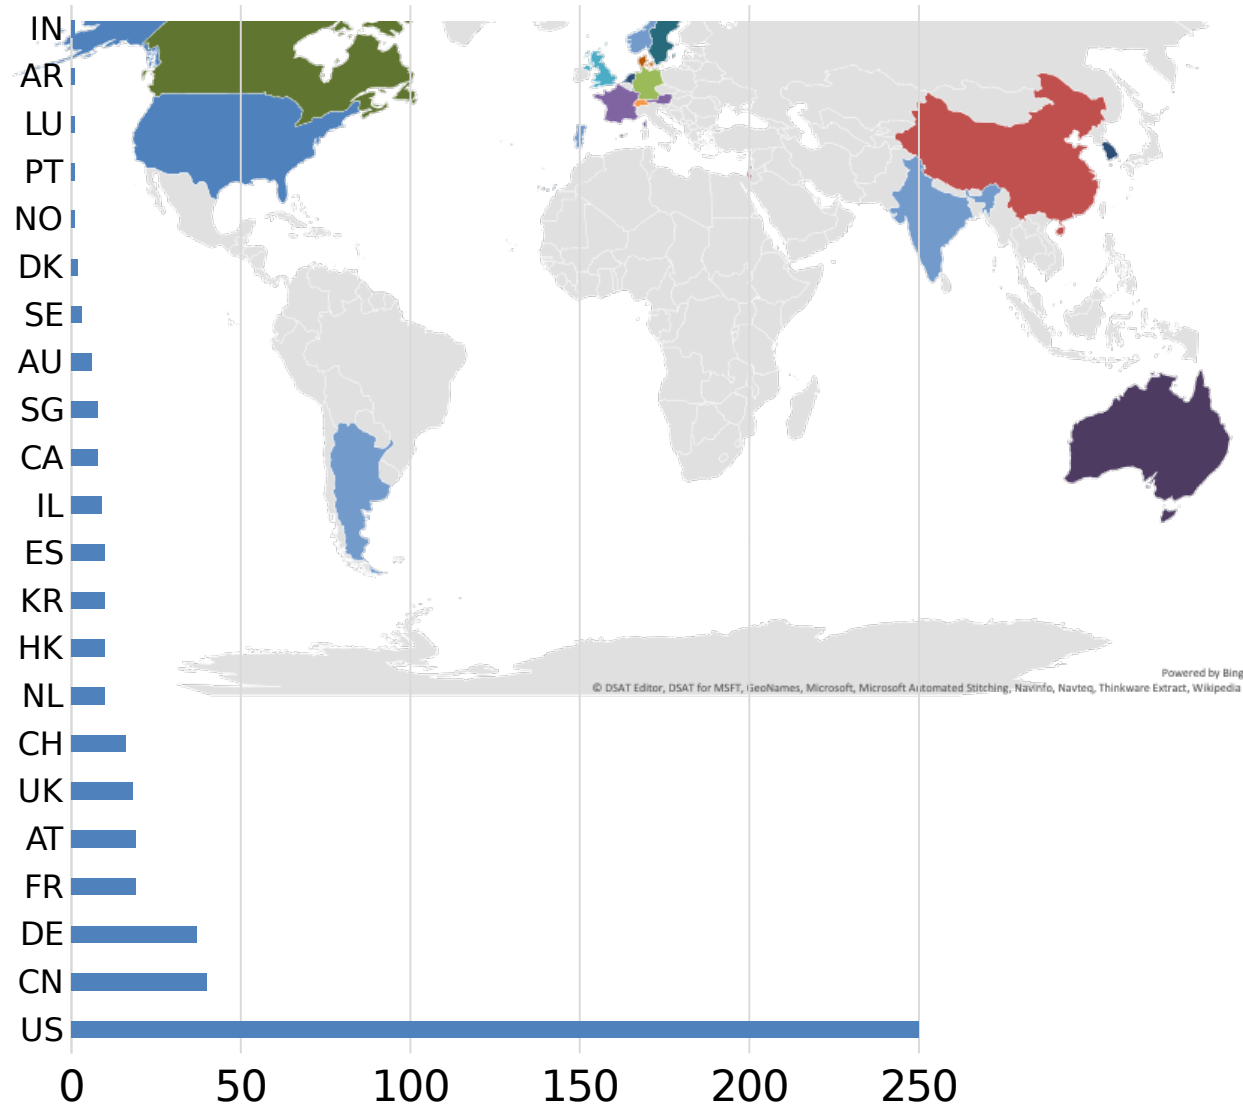 IN
AR
LU
PT
NO
DK
SE
AU
SG
CA
IL
ES
KR
HK
NL
CH
UK
AT
FR
DE
CN
US
0 50 100 150 200 250
Powered by Bing
© DSAT Editor, DSAT for MSFT, GeoNames, Microsoft, Microsoft Automated Stitching, Navinfo, Navteq, Thinkware Extract, Wikipedia